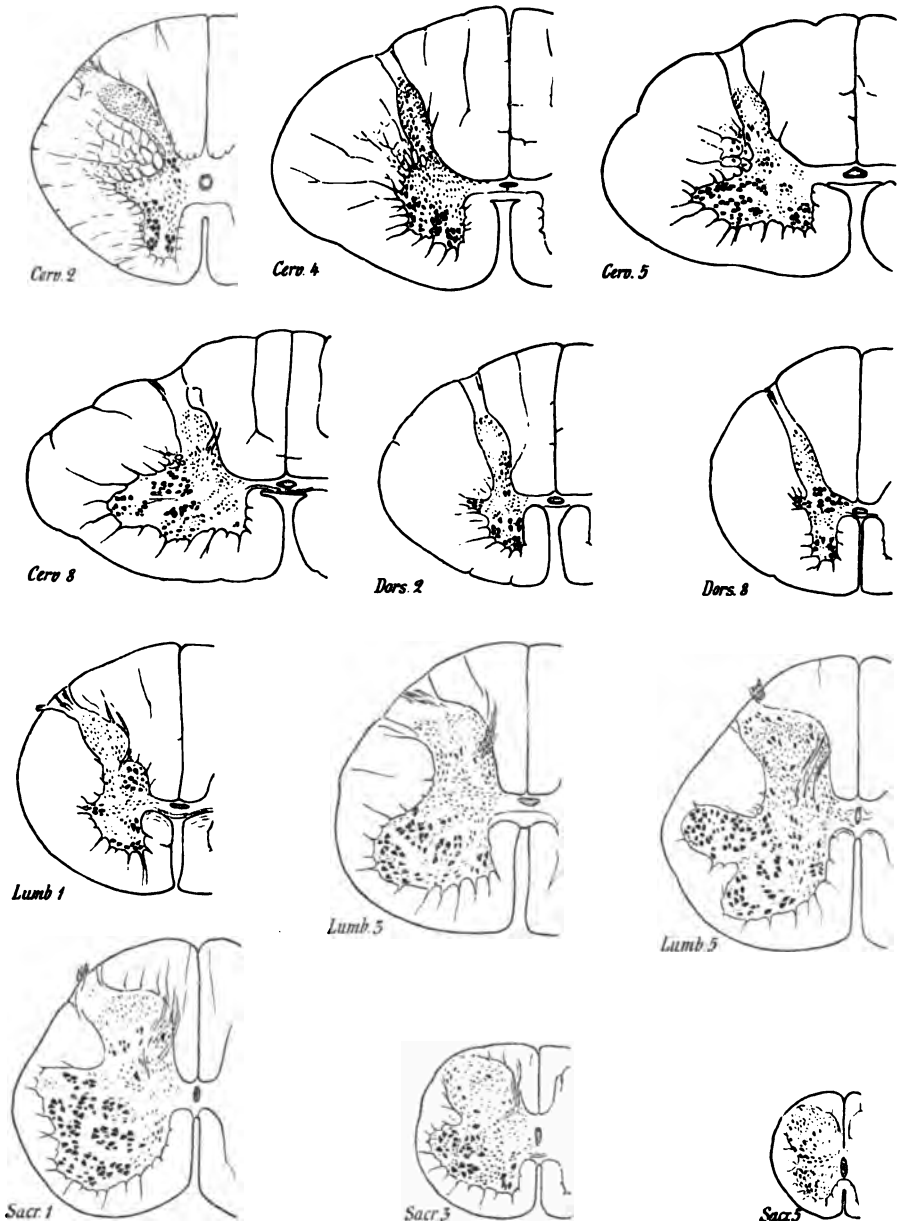 Cerv. 2
Cerv. 4
Cerv. 5
Cerv 8
Dors. 2
Dors. 8
Lumb 1
Lumb. 3
Lumb. 5
Sacr. 1
Sacr. 3
Sacr. 5